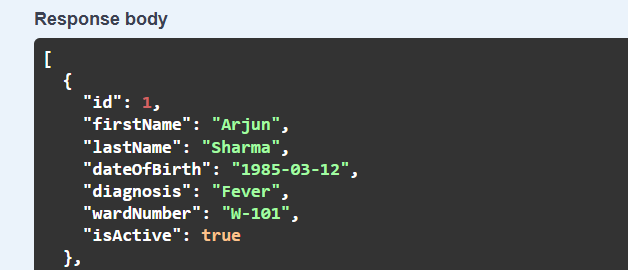 Response body
[
  {
    "id": 1,
    "firstName": "Arjun",
    "lastName": "Sharma",
    "dateOfBirth": "1985-03-12",
    "diagnosis": "Fever",
    "wardNumber": "W-101",
    "isActive": true
  },